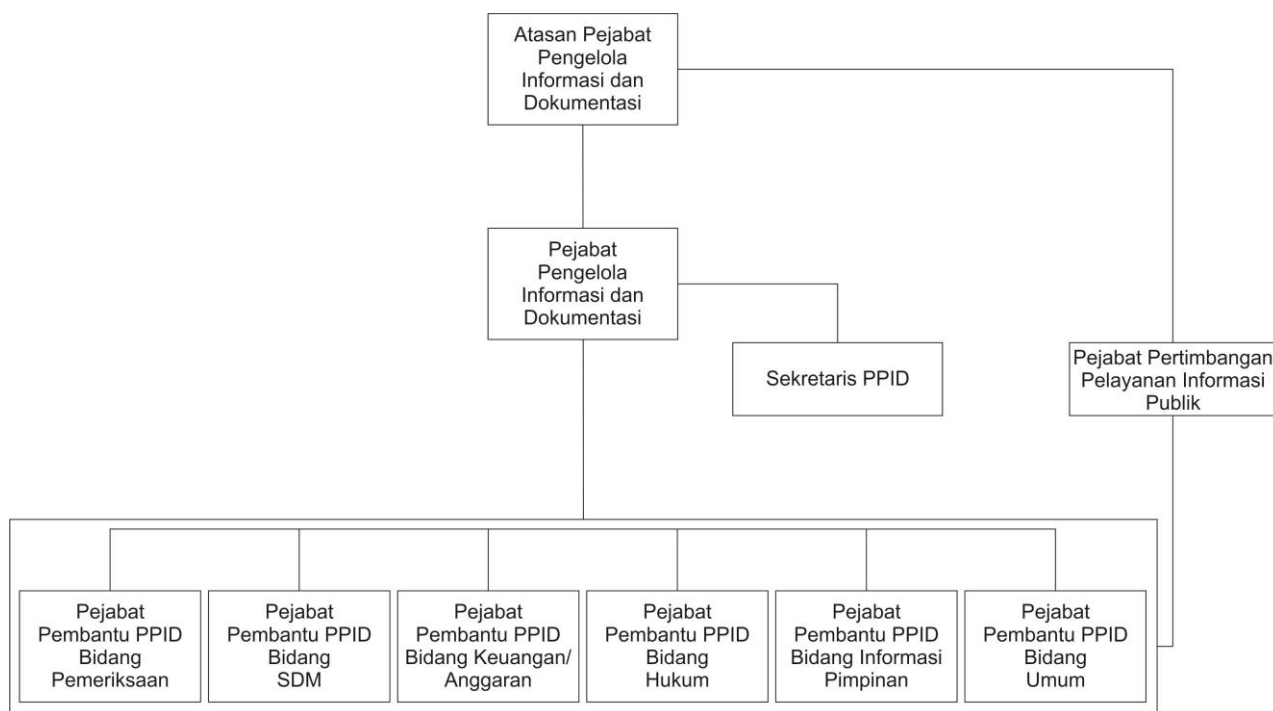 Atasan Pejabat
Pengelola
Informasi dan
Dokumentasi
Pejabat
Pengelola
Informasi dan
Dokumentasi
Sekretaris PPID
Pejabat Pertimbangan
Pelayanan Informasi
Publik
Pejabat
Pembantu PPID
Bidang
Pemeriksaan
Pejabat
Pembantu PPID
Bidang
SDM
Pejabat
Pembantu PPID
Bidang Keuangan/
Anggaran
Pejabat
Pembantu PPID
Bidang
Hukum
Pejabat
Pembantu PPID
Bidang Informasi
Pimpinan
Pejabat
Pembantu PPID
Bidang
Umum